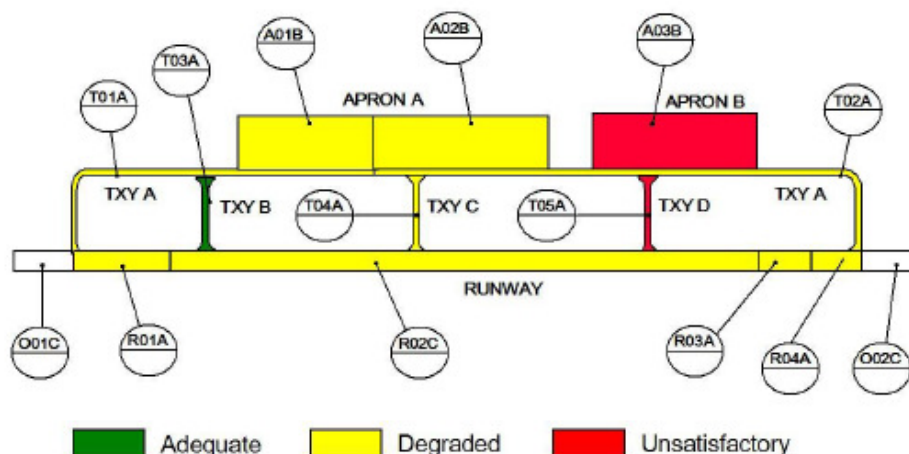 A01B
A02B
A03B
T03A
T01A
APRON A
APRON B
T02A
TXY A
TXY B
T04A
TXY C
T05A
TXY D
TXY A
RUNWAY
O01C
R01A
R02C
R03A
R04A
O02C
Adequate
Degraded
Unsatisfactory